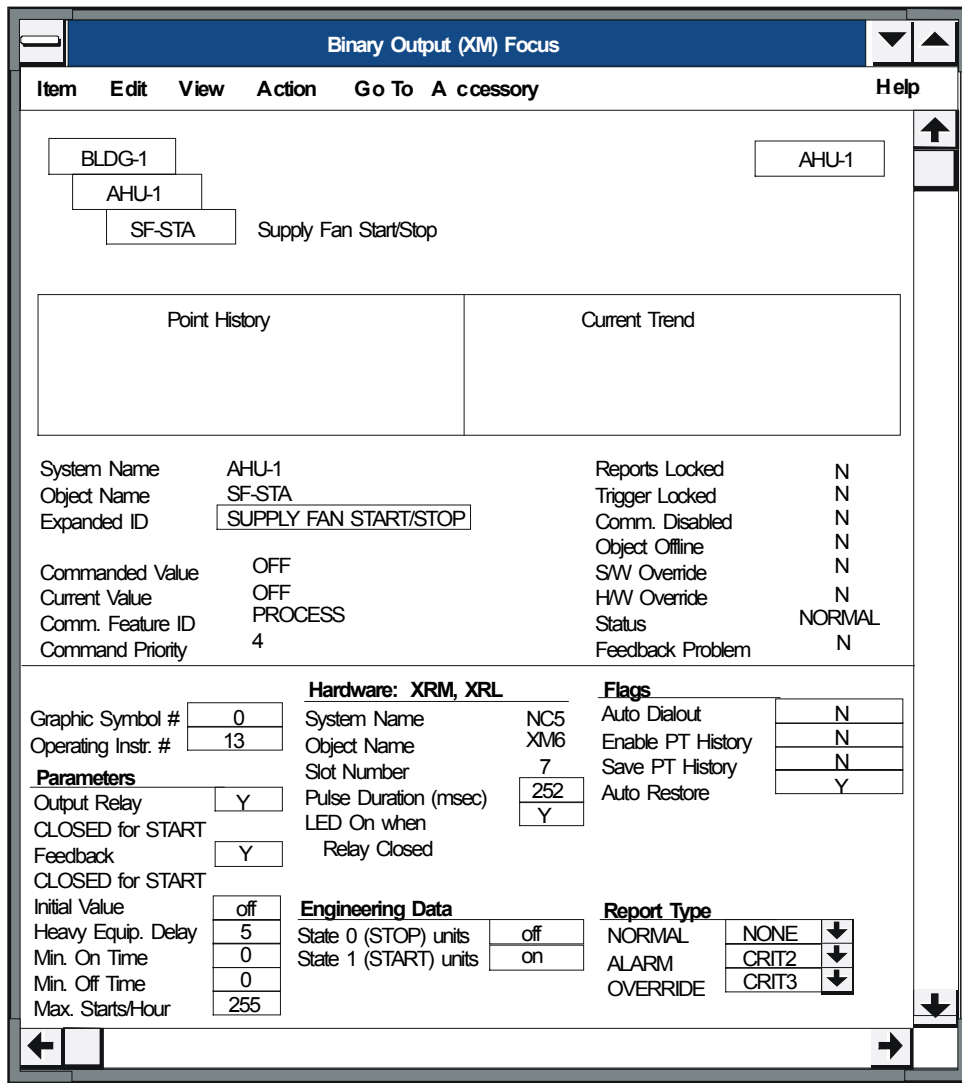 Binary Output (XM) Focus
Item Edit View Action Go To A ccessory Help
BLDG-1
AHU-1
AHU-1
SF-STA Supply Fan Start/Stop
Point History Current Trend
System Name AHU-1
Object Name SF-STA
Expanded ID SUPPLY FAN START/STOP
Commanded Value OFF
Current Value OFF
Comm. Feature ID PROCESS
Command Priority 4
Reports Locked N
Trigger Locked N
Comm. Disabled N
Object Offline N
S/W Override N
H/W Override N
Status NORMAL
Feedback Problem N
Graphic Symbol # 0
Operating Instr. # 13
Parameters
Output Relay Y
CLOSED for START
Feedback Y
CLOSED for START
Initial Value off
Heavy Equip. Delay 5
Min. On Time 0
Min. Off Time 0
Max. Starts/Hour 255
Hardware: XRM, XRL
System Name NC5
Object Name XM6
Slot Number 7
Pulse Duration (msec) 252
LED On when Y
Relay Closed
Engineering Data
State 0 (STOP) units off
State 1 (START) units on
Flags
Auto Dialout N
Enable PT History N
Save PT History N
Auto Restore Y
Report Type
NORMAL NONE
ALARM CRIT2
OVERRIDE CRIT3